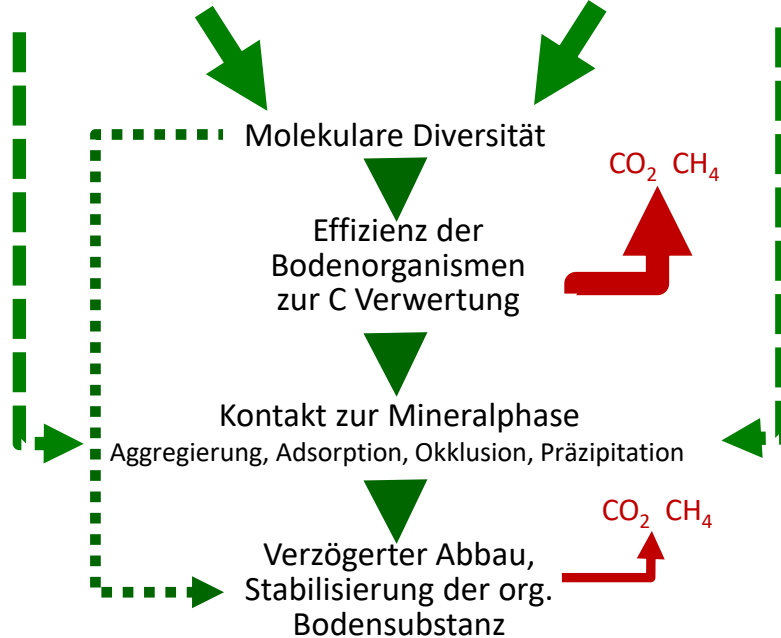 Molekulare Diversität
CO₂ CH₄
Effizienz der
Bodenorganismen
zur C Verwertung
Kontakt zur Mineralphase
Aggregierung, Adsorption, Okklusion, Präzipitation
CO₂ CH₄
Verzögerter Abbau,
Stabilisierung der org.
Bodensubstanz